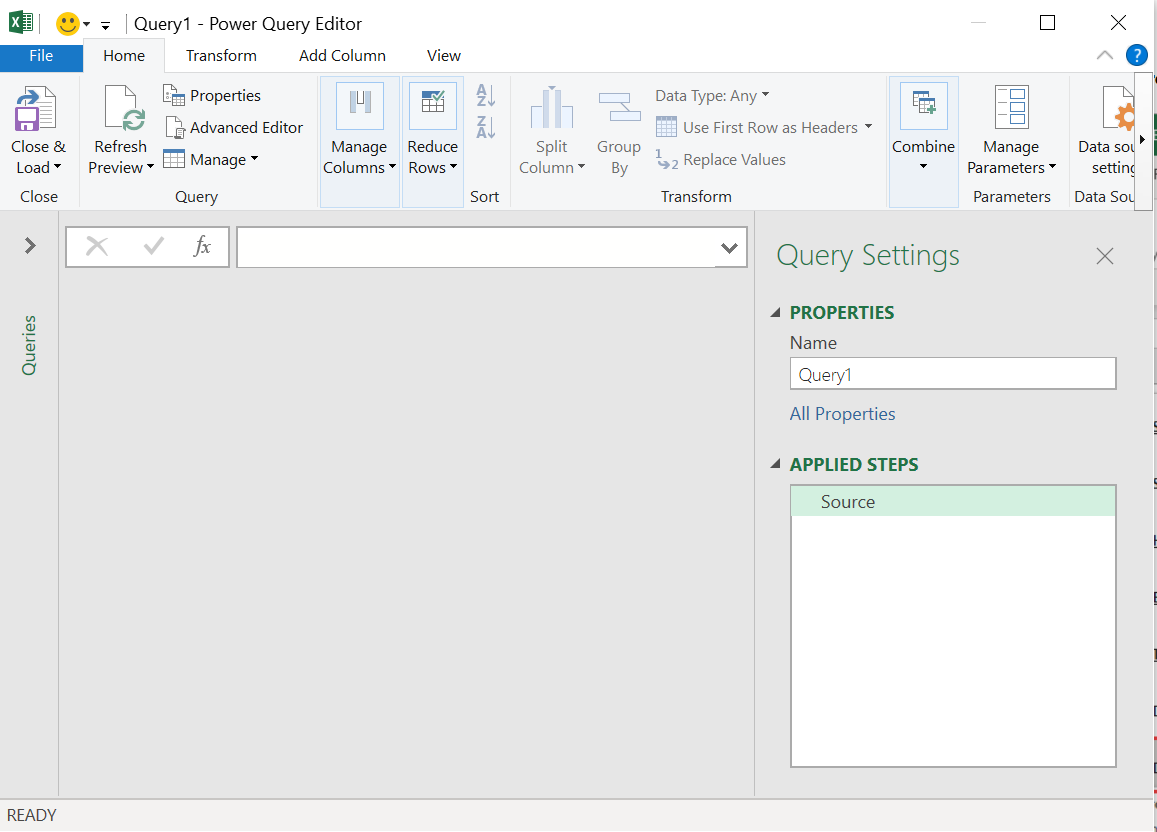 Query1 - Power Query Editor
File Home Transform Add Column View
Close & Load
Close
Refresh Preview
Properties
Advanced Editor
Manage
Query
Manage Columns
Reduce Rows
Sort
Split Column
Group By
Data Type: Any
Use First Row as Headers
Replace Values
Transform
Combine
Manage Parameters
Parameters
Data sou
setting
Data Sou
Queries
fx
Query Settings
PROPERTIES
Name
Query1
All Properties
APPLIED STEPS
Source
READY